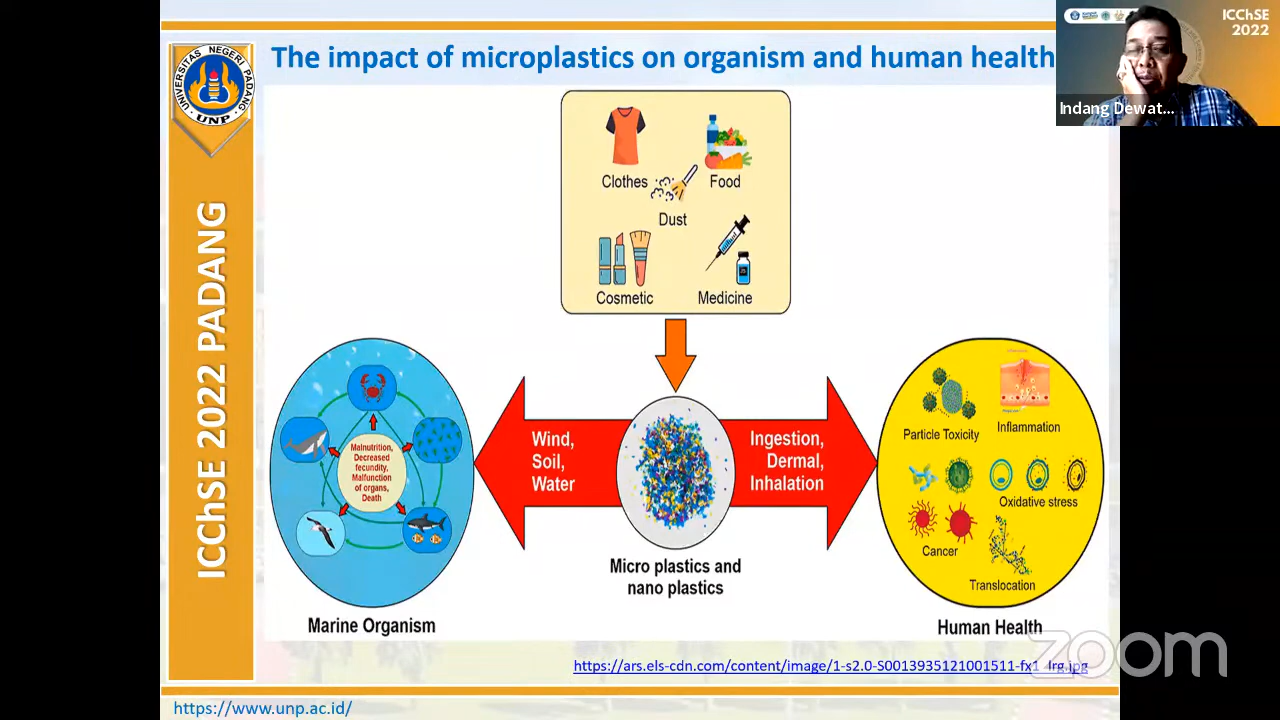 The impact of microplastics on organism and human health
ICChSE
2022
Indang Dewat...
UNIVERSITAS NEGERI PADANG
UNP
ICChSE 2022 PADANG
Clothes
Food
Dust
Cosmetic
Medicine
Malnutrition,
Decreased
fecundity,
Malfunction
of organs,
Death
Wind,
Soil,
Water
Ingestion,
Dermal,
Inhalation
Particle Toxicity
Inflammation
Oxidative stress
Cancer
Translocation
Micro plastics and
nano plastics
Marine Organism
Human Health
zoom
https://ars.els-cdn.com/content/image/1-s2.0-S0013935121001511-fx1_lrg.jpg
https://www.unp.ac.id/